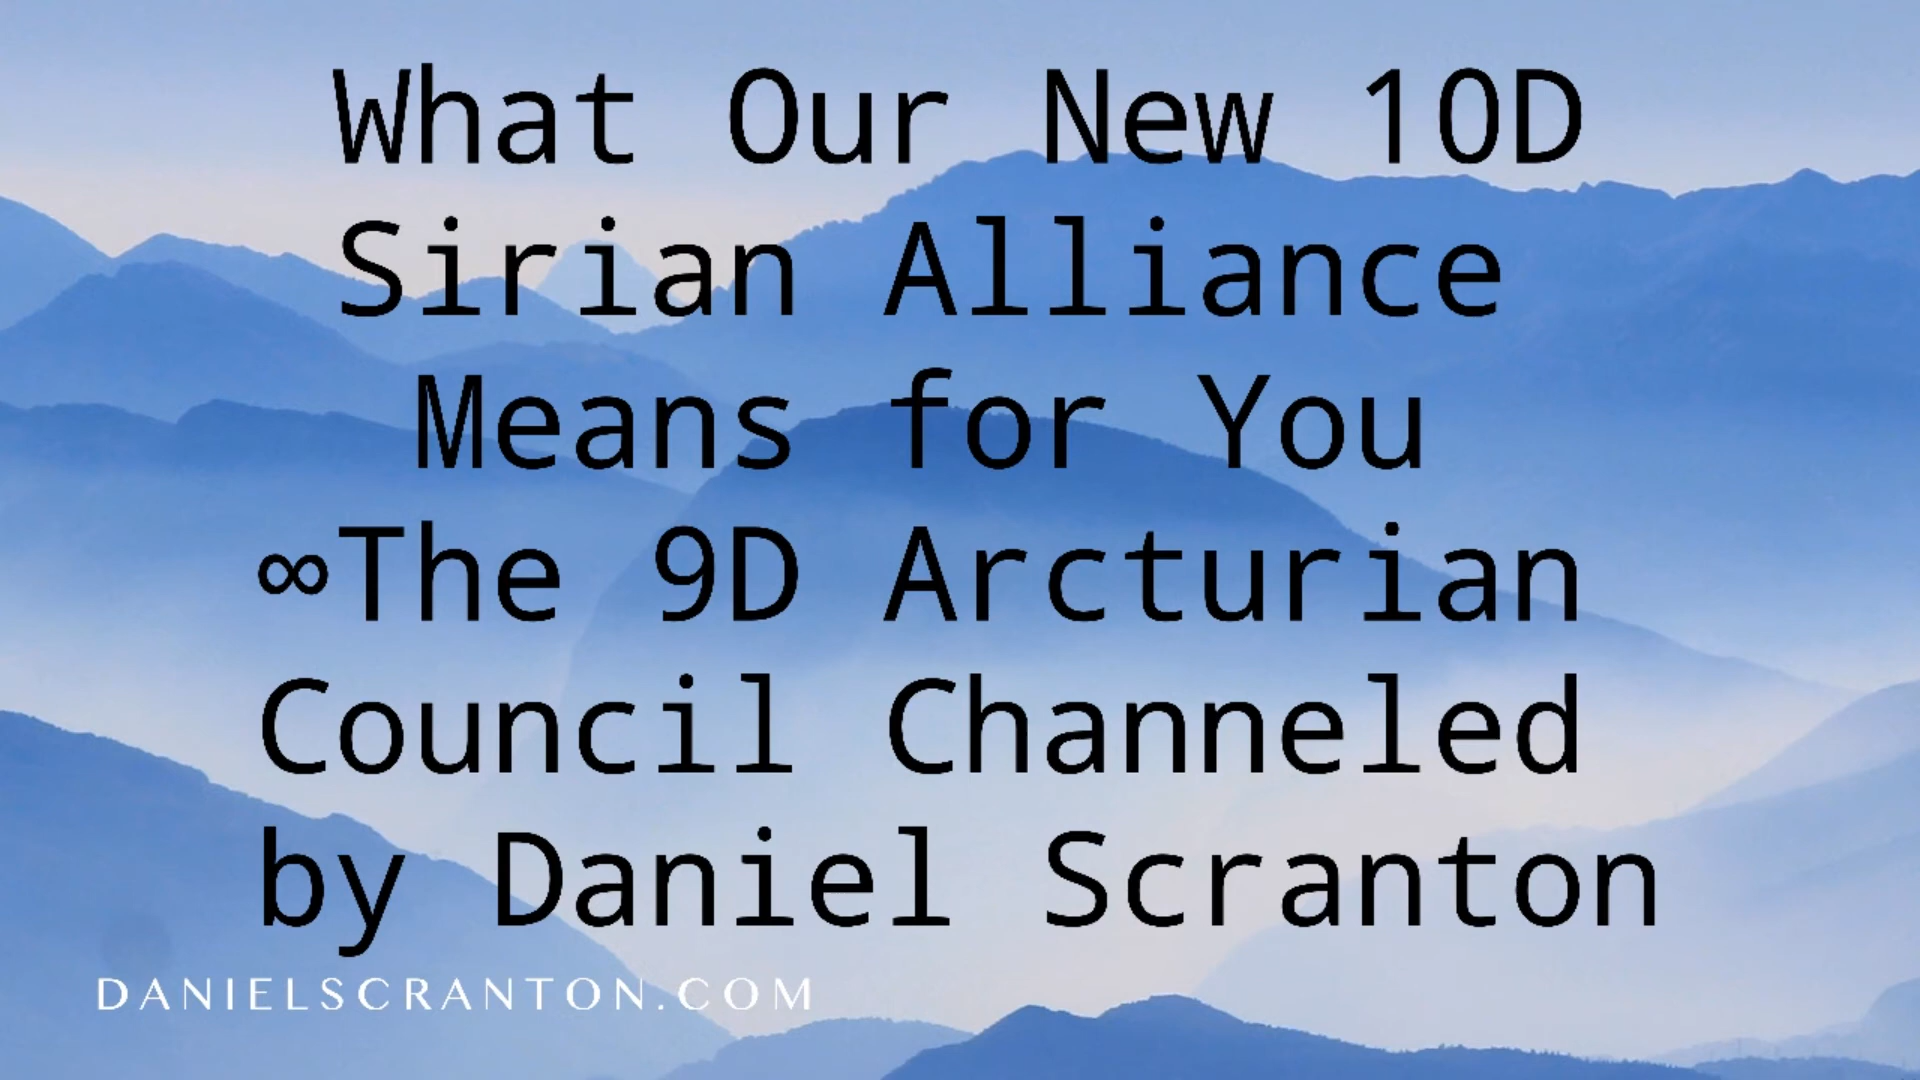 What Our New 10D
Sirian Alliance
Means for You
∞The 9D Arcturian
Council Channeled
by Daniel Scranton
DANIELSCRANTON.COM